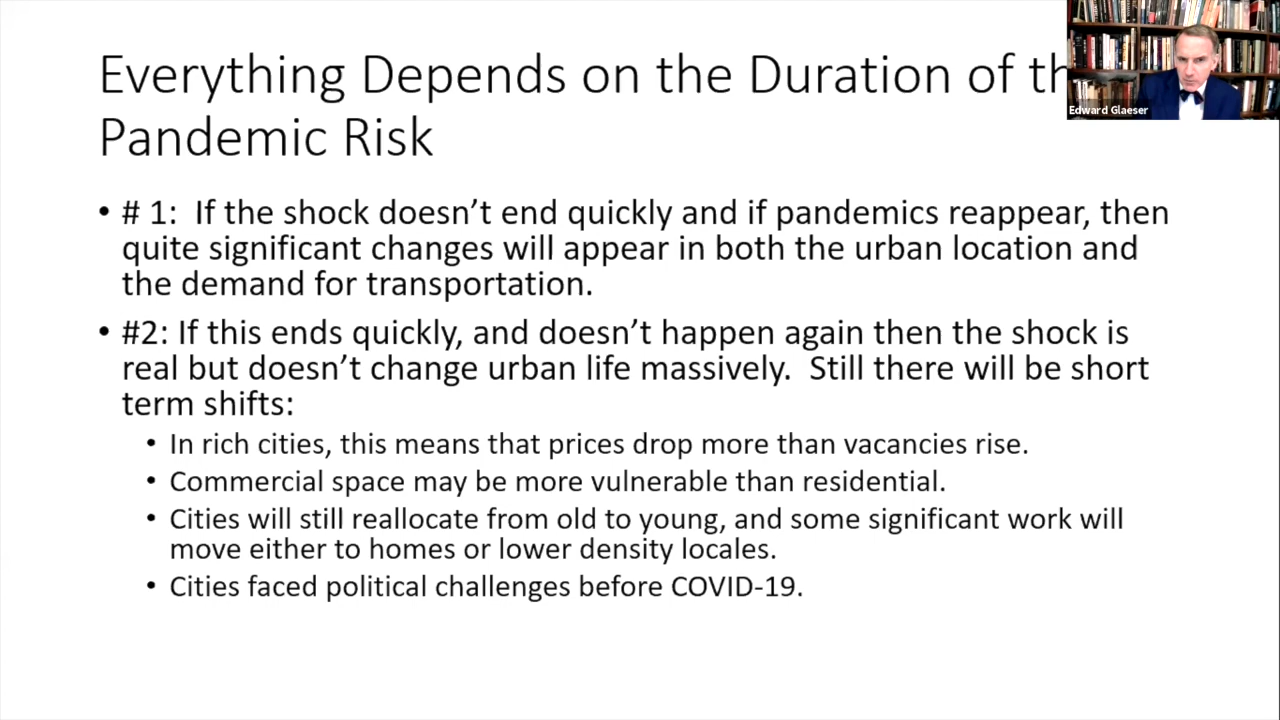 Everything Depends on the Duration of th
Pandemic Risk
Edward Glaeser
• # 1:  If the shock doesn’t end quickly and if pandemics reappear, then
quite significant changes will appear in both the urban location and
the demand for transportation.
• #2: If this ends quickly, and doesn’t happen again then the shock is
real but doesn’t change urban life massively.  Still there will be short
term shifts:
• In rich cities, this means that prices drop more than vacancies rise.
• Commercial space may be more vulnerable than residential.
• Cities will still reallocate from old to young, and some significant work will
move either to homes or lower density locales.
• Cities faced political challenges before COVID-19.